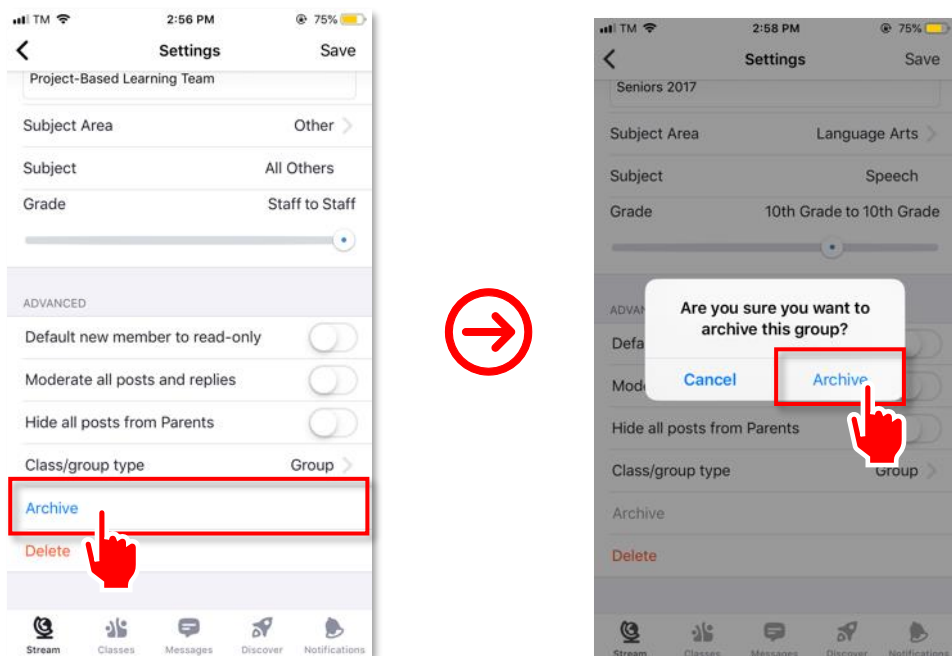 TM 2:56 PM 75%
Settings Save
Project-Based Learning Team
Subject Area Other
Subject All Others
Grade Staff to Staff
ADVANCED
Default new member to read-only
Moderate all posts and replies
Hide all posts from Parents
Class/group type Group
Archive
Delete
Stream Classes Messages Discover Notifications
TM 2:58 PM 75%
Settings Save
Seniors 2017
Subject Area Language Arts
Subject Speech
Grade 10th Grade to 10th Grade
ADVAN
Are you sure you want to
archive this group?
Defa
Cancel Archive
Mode
Hide all posts from Parents
Class/group type Group
Archive
Delete
Stream Classes Messages Discover Notifications